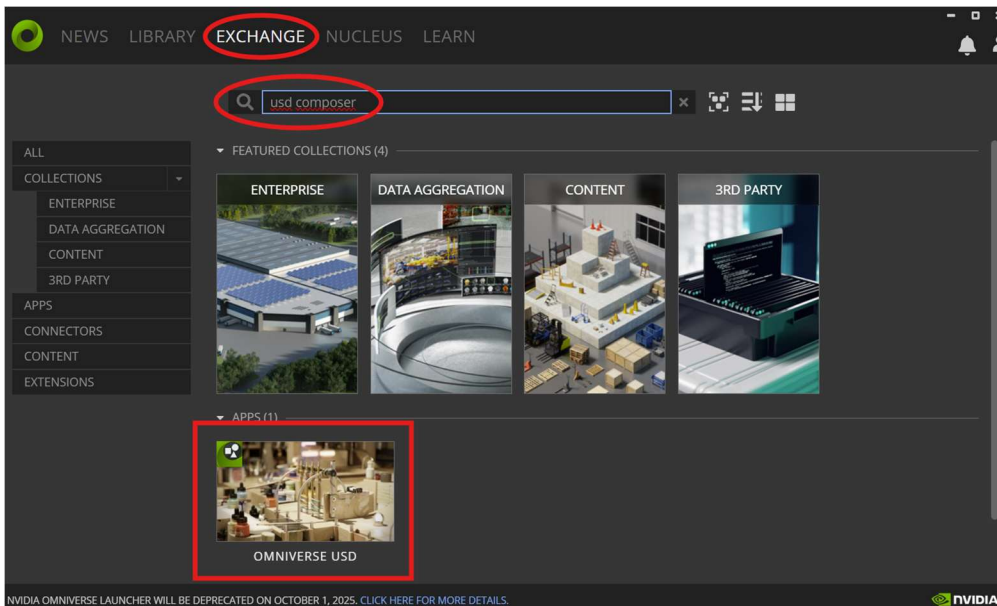 NEWS LIBRARY EXCHANGE NUCLEUS LEARN
usd composer
ALL
COLLECTIONS
ENTERPRISE
DATA AGGREGATION
CONTENT
3RD PARTY
APPS
CONNECTORS
CONTENT
EXTENSIONS
FEATURED COLLECTIONS (4)
ENTERPRISE
DATA AGGREGATION
CONTENT
3RD PARTY
APPS (1)
OMNIVERSE USD
NVIDIA OMNIVERSE LAUNCHER WILL BE DEPRECATED ON OCTOBER 1, 2025. CLICK HERE FOR MORE DETAILS.
NVIDIA